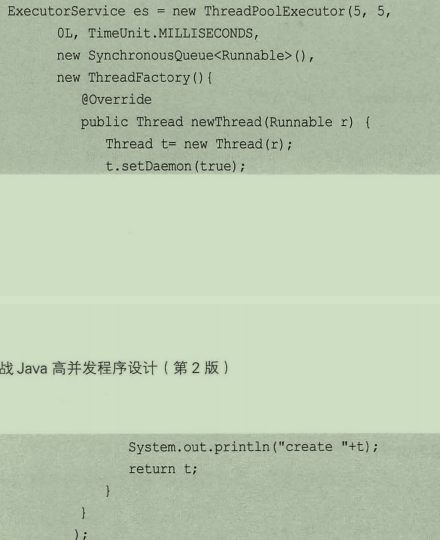 ExecutorService es = new ThreadPoolExecutor(5, 5,
0L, TimeUnit.MILLISECONDS,
new SynchronousQueue<Runnable>(),
new ThreadFactory(){
@Override
public Thread newThread(Runnable r) {
Thread t= new Thread(r);
t.setDaemon(true);
战 Java 高并发程序设计（第 2 版）
System.out.println("create "+t);
return t;
}
}
);